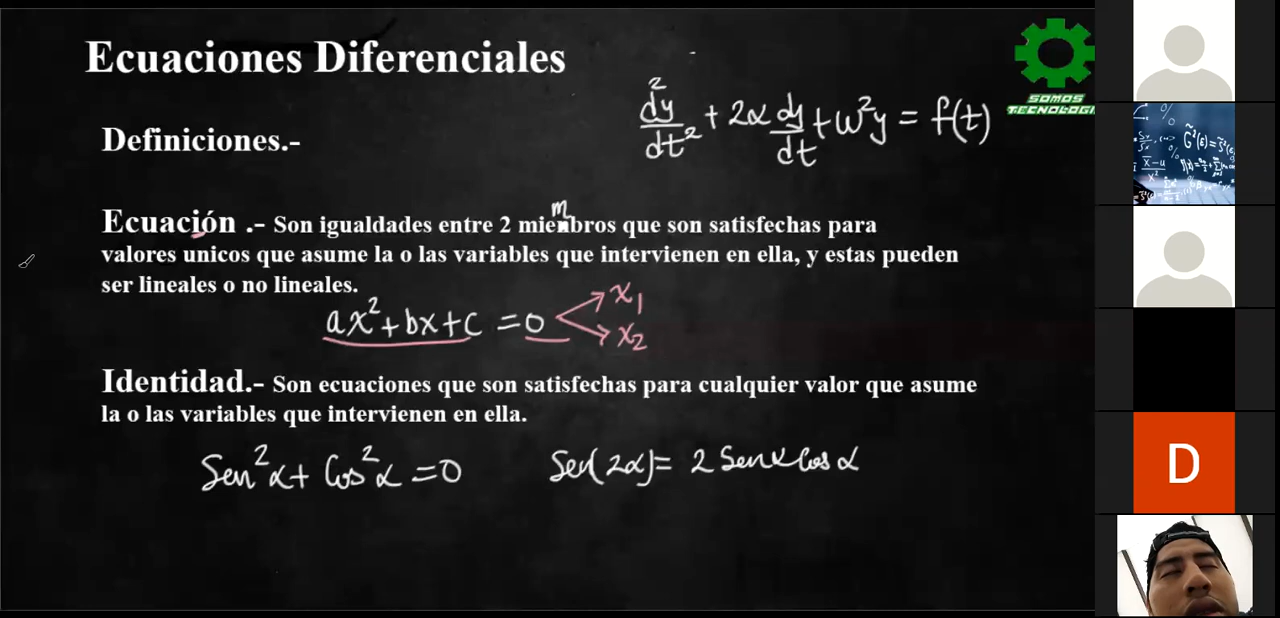 Ecuaciones Diferenciales
d²y/dt² + 2α dy/dt + ω²y = f(t)
SOMOS
TECNOLOGI
Definiciones.-
Ecuación .- Son igualdades entre 2 miembros que son satisfechas para
valores unicos que asume la o las variables que intervienen en ella, y estas pueden
ser lineales o no lineales.
ax² + bx + c = 0
x₁
x₂
Identidad.- Son ecuaciones que son satisfechas para cualquier valor que asume
la o las variables que intervienen en ella.
Sen²α + Cos²α = 0
Sen(2α) = 2 Senα Cos α
D